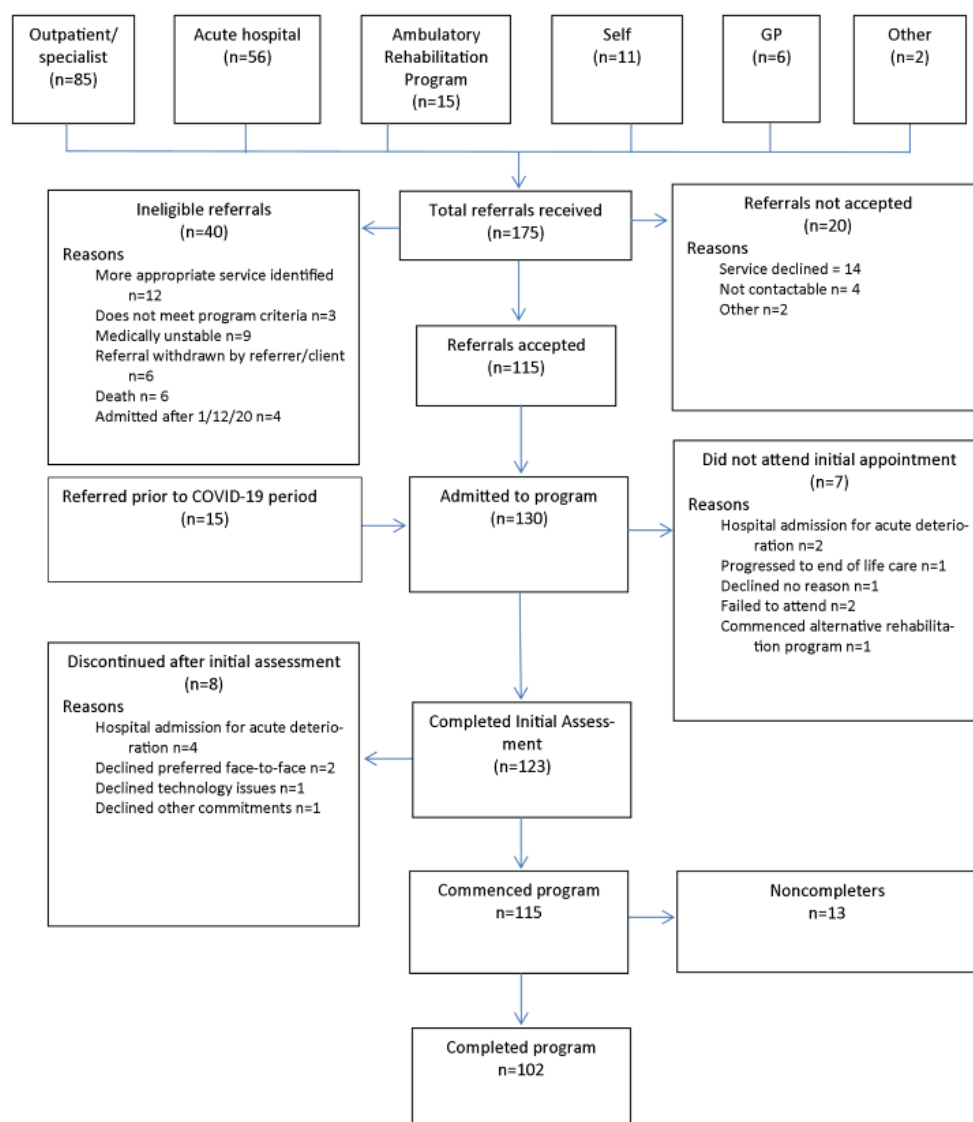 Outpatient/
specialist
(n=85)
Acute hospital
(n=56)
Ambulatory
Rehabilitation
Program
(n=15)
Self
(n=11)
GP
(n=6)
Other
(n=2)
Ineligible referrals
(n=40)
Reasons
More appropriate service identified
n=12
Does not meet program criteria n=3
Medically unstable n=9
Referral withdrawn by referrer/client
n=6
Death n= 6
Admitted after 1/12/20 n=4
Total referrals received
(n=175)
Referrals not accepted
(n=20)
Reasons
Service declined = 14
Not contactable n= 4
Other n=2
Referrals accepted
(n=115)
Referred prior to COVID-19 period
(n=15)
Admitted to program
(n=130)
Did not attend initial appointment
(n=7)
Reasons
Hospital admission for acute deterio-
ration n=2
Progressed to end of life care n=1
Declined no reason n=1
Failed to attend n=2
Commenced alternative rehabilita-
tion program n=1
Discontinued after initial assessment
(n=8)
Reasons
Hospital admission for acute deterio-
ration n=4
Declined preferred face-to-face n=2
Declined technology issues n=1
Declined other commitments n=1
Completed Initial Assess-
ment
(n=123)
Commenced program
n=115
Noncompleters
n=13
Completed program
n=102